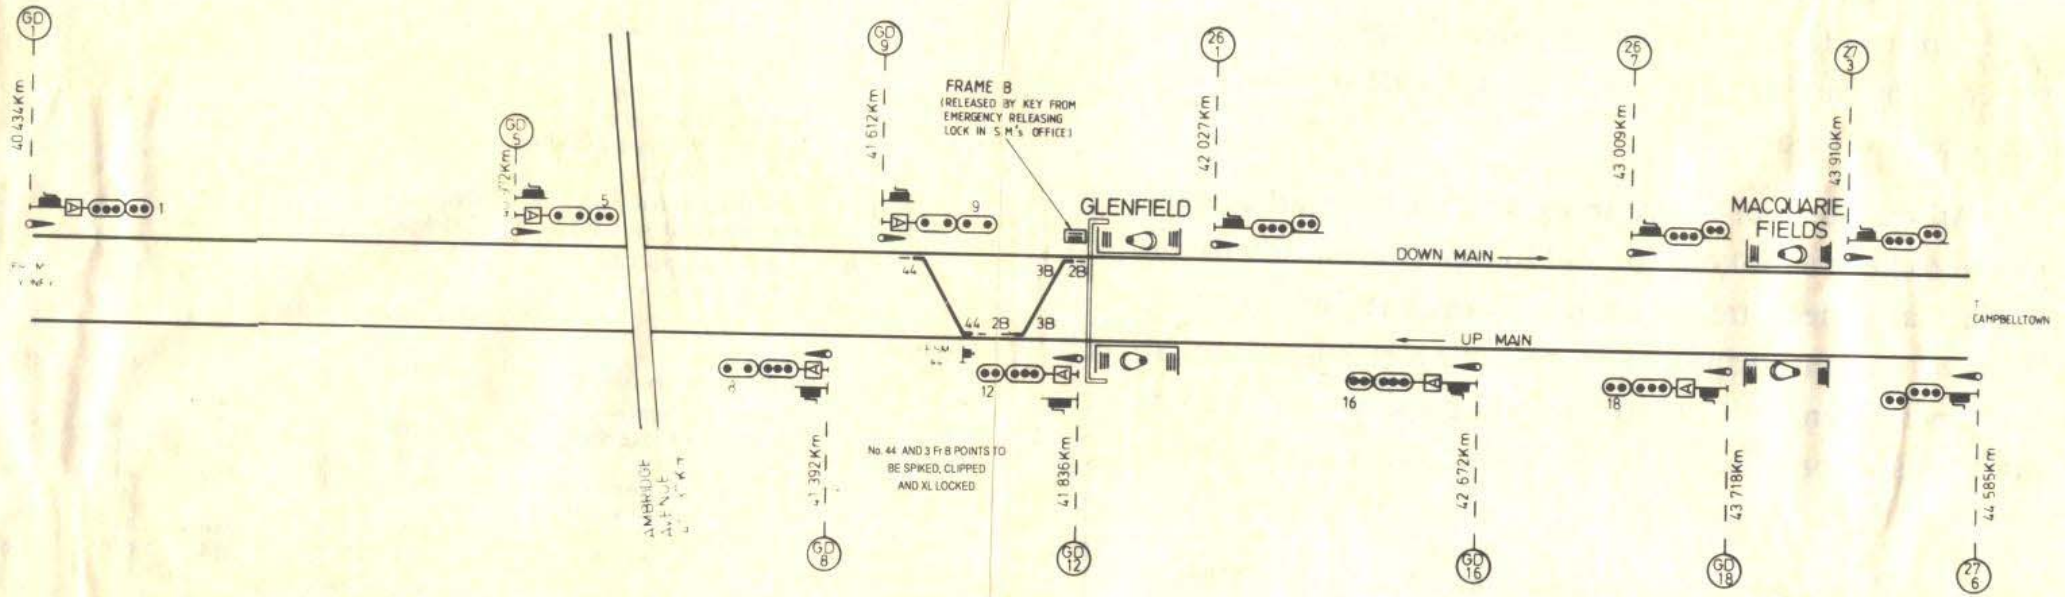 GD
1
40 434Km
1
GD
5
5
GD
9
41 612Km
9
FRAME B
(RELEASED BY KEY FROM
EMERGENCY RELEASING
LOCK IN S.M's OFFICE)
GLENFIELD
26
1
42 027Km
26
7
43 009Km
MACQUARIE
FIELDS
27
3
43 910Km
DOWN MAIN
44
3B
2B
44
2B
3B
UP MAIN
T
CAMPBELLTOWN
A
A
A
8
A
12
A
16
A
18
A
A
No. 44 AND 3 Fr B POINTS TO
BE SPIKED, CLIPPED
AND XL LOCKED
AMBRIDGE
AVENUE
41 392Km
GD
8
41 836Km
GD
12
42 672Km
GD
16
43 718Km
GD
18
44 585Km
27
6